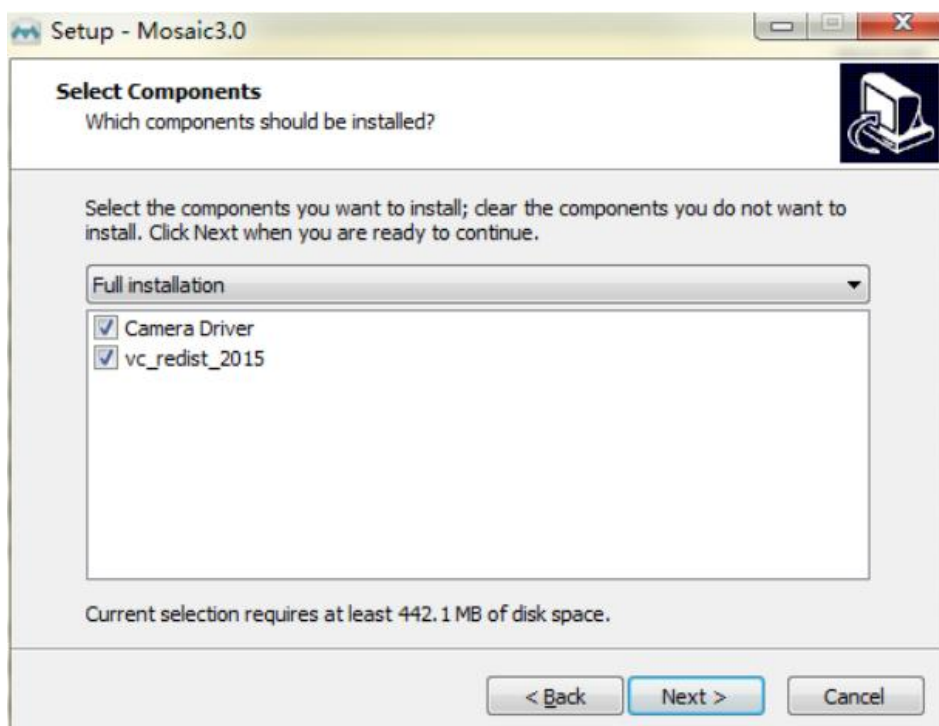 Setup - Mosaic3.0
Select Components
Which components should be installed?
Select the components you want to install; clear the components you do not want to
install. Click Next when you are ready to continue.
Full installation
Camera Driver
vc_redist_2015
Current selection requires at least 442.1 MB of disk space.
< Back
Next >
Cancel